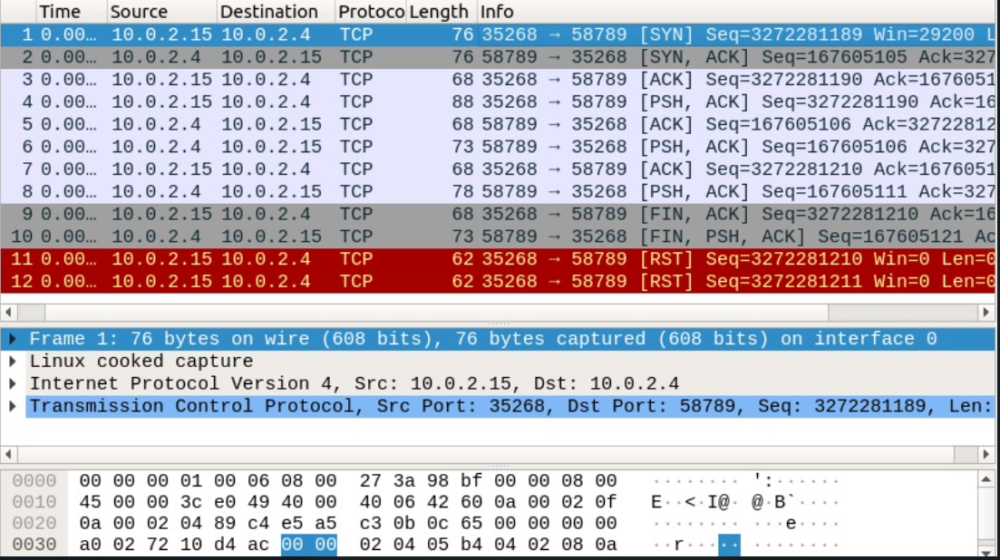 Time Source Destination Protoco Length Info
1 0.00… 10.0.2.15 10.0.2.4 TCP 76 35268 → 58789 [SYN] Seq=3272281189 Win=29200 L
2 0.00… 10.0.2.4 10.0.2.15 TCP 76 58789 → 35268 [SYN, ACK] Seq=167605105 Ack=327
3 0.00… 10.0.2.15 10.0.2.4 TCP 68 35268 → 58789 [ACK] Seq=3272281190 Ack=1676051
4 0.00… 10.0.2.15 10.0.2.4 TCP 88 35268 → 58789 [PSH, ACK] Seq=3272281190 Ack=16
5 0.00… 10.0.2.4 10.0.2.15 TCP 68 58789 → 35268 [ACK] Seq=167605106 Ack=32722812
6 0.00… 10.0.2.4 10.0.2.15 TCP 73 58789 → 35268 [PSH, ACK] Seq=167605106 Ack=327
7 0.00… 10.0.2.15 10.0.2.4 TCP 68 35268 → 58789 [ACK] Seq=3272281210 Ack=1676051
8 0.00… 10.0.2.4 10.0.2.15 TCP 78 58789 → 35268 [PSH, ACK] Seq=167605111 Ack=327
9 0.00… 10.0.2.15 10.0.2.4 TCP 68 35268 → 58789 [FIN, ACK] Seq=3272281210 Ack=16
10 0.00… 10.0.2.4 10.0.2.15 TCP 73 58789 → 35268 [FIN, PSH, ACK] Seq=167605121 Ac
11 0.00… 10.0.2.15 10.0.2.4 TCP 62 35268 → 58789 [RST] Seq=3272281210 Win=0 Len=0
12 0.00… 10.0.2.15 10.0.2.4 TCP 62 35268 → 58789 [RST] Seq=3272281211 Win=0 Len=0
Frame 1: 76 bytes on wire (608 bits), 76 bytes captured (608 bits) on interface 0
Linux cooked capture
Internet Protocol Version 4, Src: 10.0.2.15, Dst: 10.0.2.4
Transmission Control Protocol, Src Port: 35268, Dst Port: 58789, Seq: 3272281189, Len:
0000 00 00 00 01 00 06 08 00 27 3a 98 bf 00 00 08 00 ········ ':······
0010 45 00 00 3c e0 49 40 00 40 06 42 60 0a 00 02 0f E··<·I@· @·B`····
0020 0a 00 02 04 89 c4 e5 a5 c3 0b 0c 65 00 00 00 00 ········ ···e····
0030 a0 02 72 10 d4 ac 00 00 02 04 05 b4 04 02 08 0a ··r····· ········